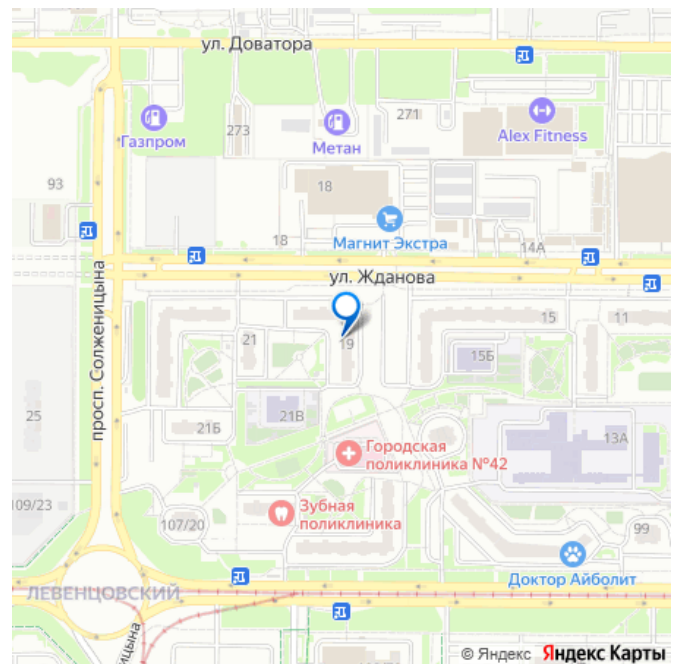 ул. Доватора
Газпром
273
Метан
271
Alex Fitness
93
18
Магнит Экстра
18
14А
ул. Жданова
просп. Солженицына
21
19
15
11
15Б
25
21Б
21В
13А
Городская
поликлиника №42
109/23
107/20
Зубная
поликлиника
99
Доктор Айболит
ЛЕВЕНЦОВСКИЙ
© Яндекс Яндекс Карты